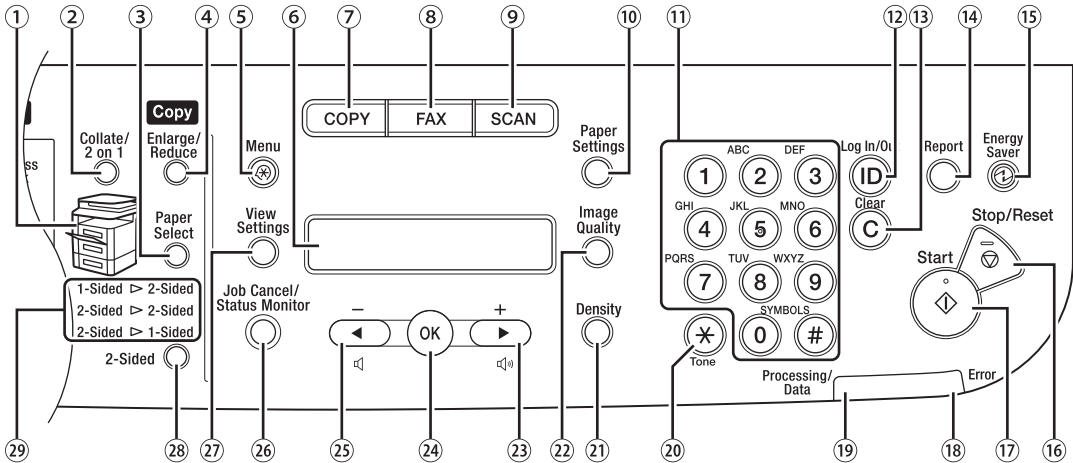 1 2 3 4 5 6 7 8 9 10 11 12 13 14 15
Copy
COPY FAX SCAN
Collate/
2 on 1
Enlarge/
Reduce
Menu
Paper
Settings
ss
Paper
Select
View
Settings
Image
Quality
1-Sided ▷ 2-Sided
2-Sided ▷ 2-Sided
2-Sided ▷ 1-Sided
2-Sided
Job Cancel/
Status Monitor
− +
◀ OK ▶
Density
ABC DEF
1 2 3
GHI JKL MNO
4 5 6
PQRS TUV WXYZ
7 8 9
SYMBOLS
* 0 #
Tone
Log In/Ou
ID
Clear
C
Report
Energy
Saver
Stop/Reset
Start
Processing/
Data
Error
29 28 27 26 25 24 23 22 21 20 19 18 17 16